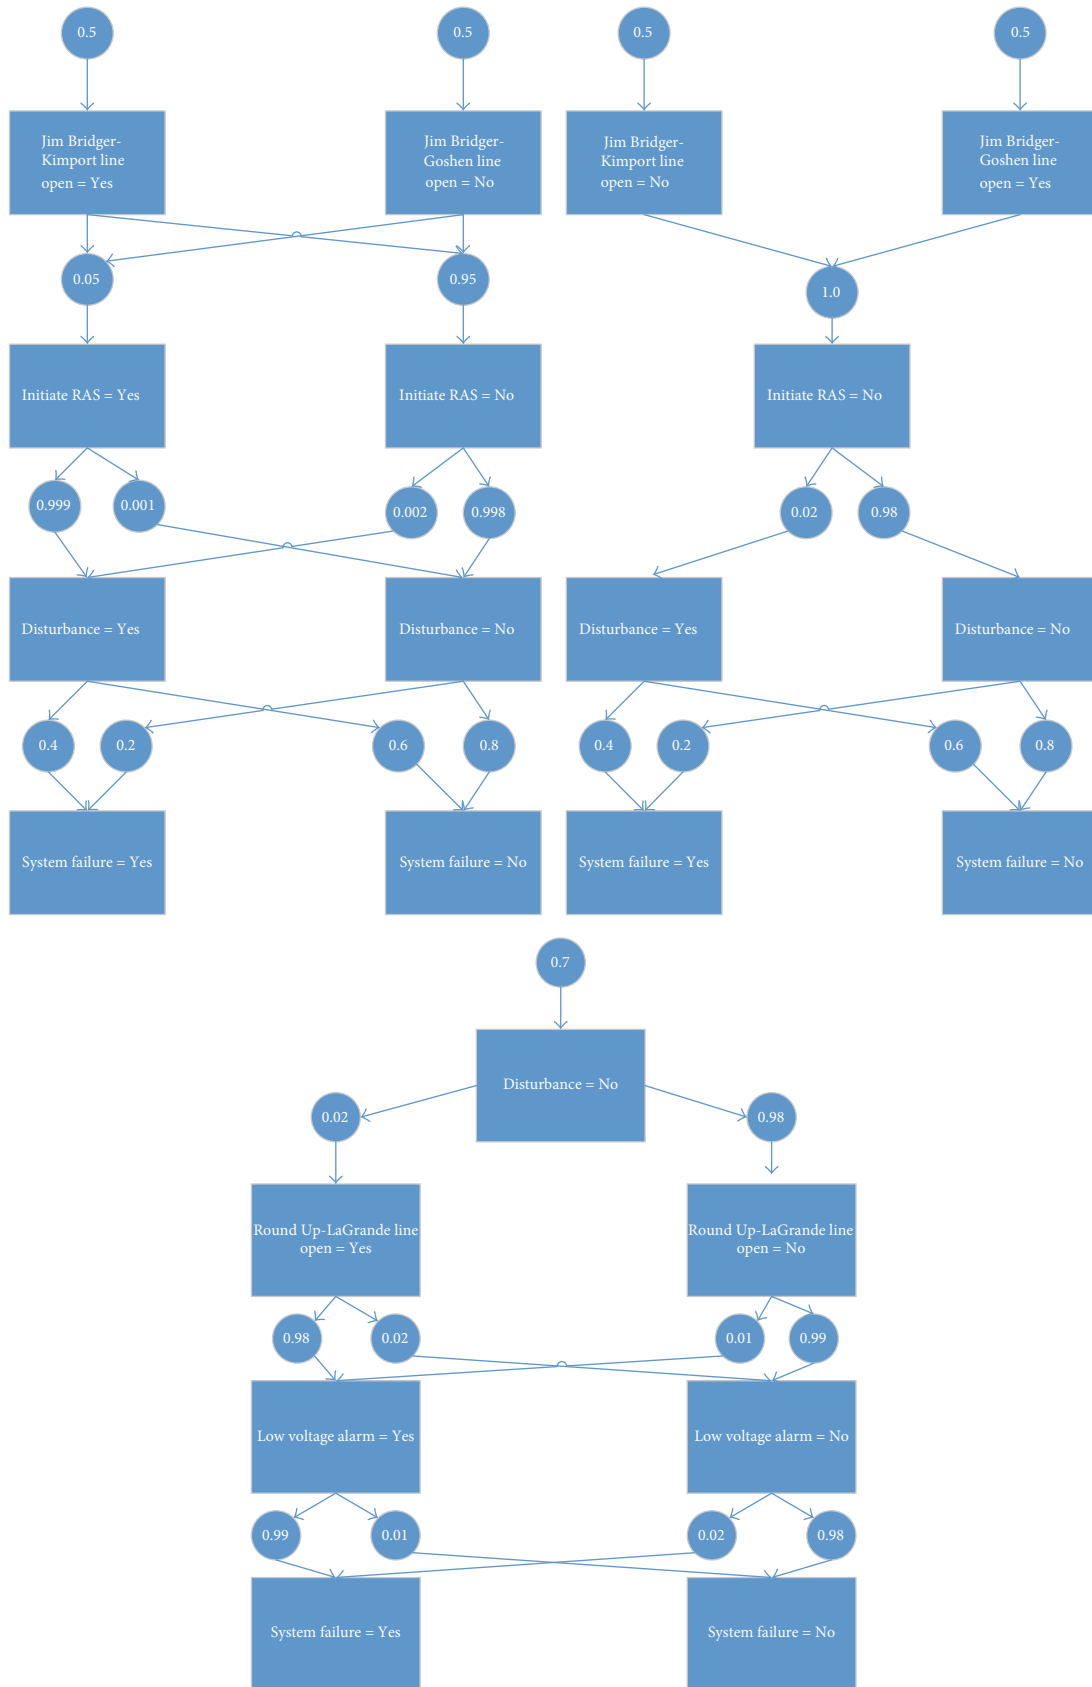 0.5
0.5
0.5
0.5
Jim Bridger-
Kimport line
open = Yes
Jim Bridger-
Goshen line
open = No
Jim Bridger-
Kimport line
open = No
Jim Bridger-
Goshen line
open = Yes
0.05
0.95
1.0
Initiate RAS = Yes
Initiate RAS = No
Initiate RAS = No
0.999
0.001
0.002
0.998
0.02
0.98
Disturbance = Yes
Disturbance = No
Disturbance = Yes
Disturbance = No
0.4
0.2
0.6
0.8
0.4
0.2
0.6
0.8
System failure = Yes
System failure = No
System failure = Yes
System failure = No
0.7
Disturbance = No
0.02
0.98
Round Up-LaGrande line
open = Yes
Round Up-LaGrande line
open = No
0.98
0.02
0.01
0.99
Low voltage alarm = Yes
Low voltage alarm = No
0.99
0.01
0.02
0.98
System failure = Yes
System failure = No